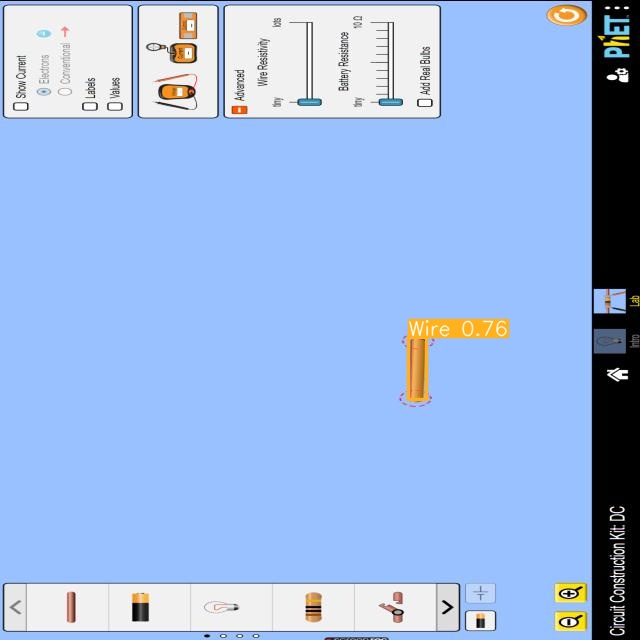 Show Current
Electrons
Conventional
Labels
Values
Advanced
Wire Resistivity
tiny
lots
Battery Resistance
tiny
10 Ω
Add Real Bulbs
Wire 0.76
Circuit Construction Kit: DC
Intro
Lab
PhET